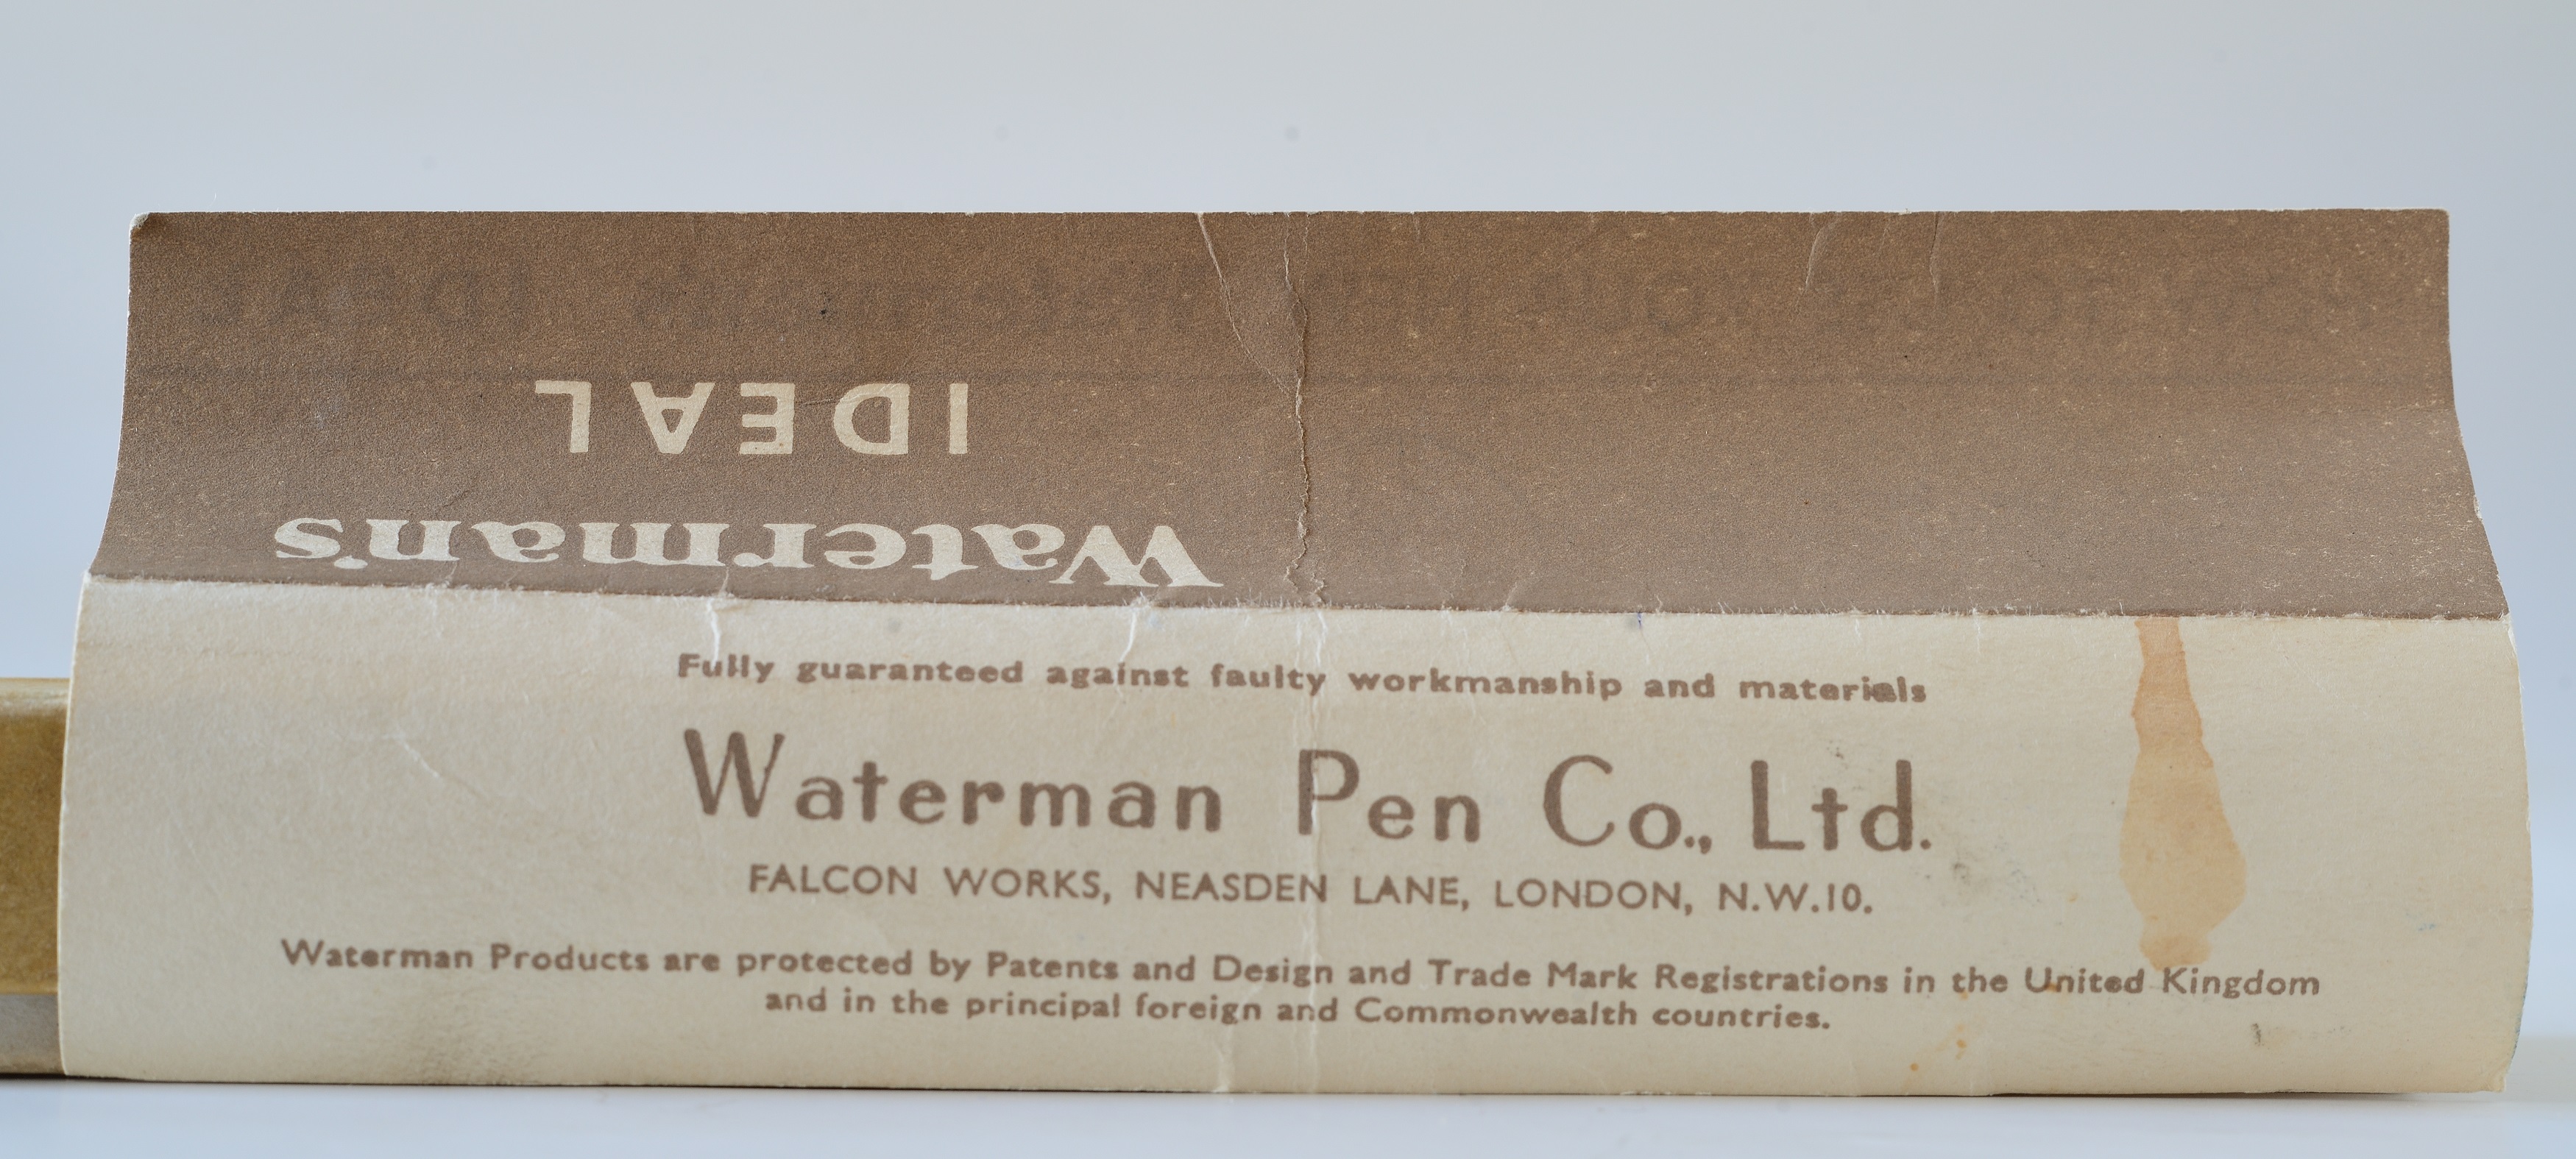 Waterman's
IDEAL
Fully guaranteed against faulty workmanship and materials
Waterman Pen Co., Ltd.
FALCON WORKS, NEASDEN LANE, LONDON, N.W.10.
Waterman Products are protected by Patents and Design and Trade Mark Registrations in the United Kingdom
and in the principal foreign and Commonwealth countries.